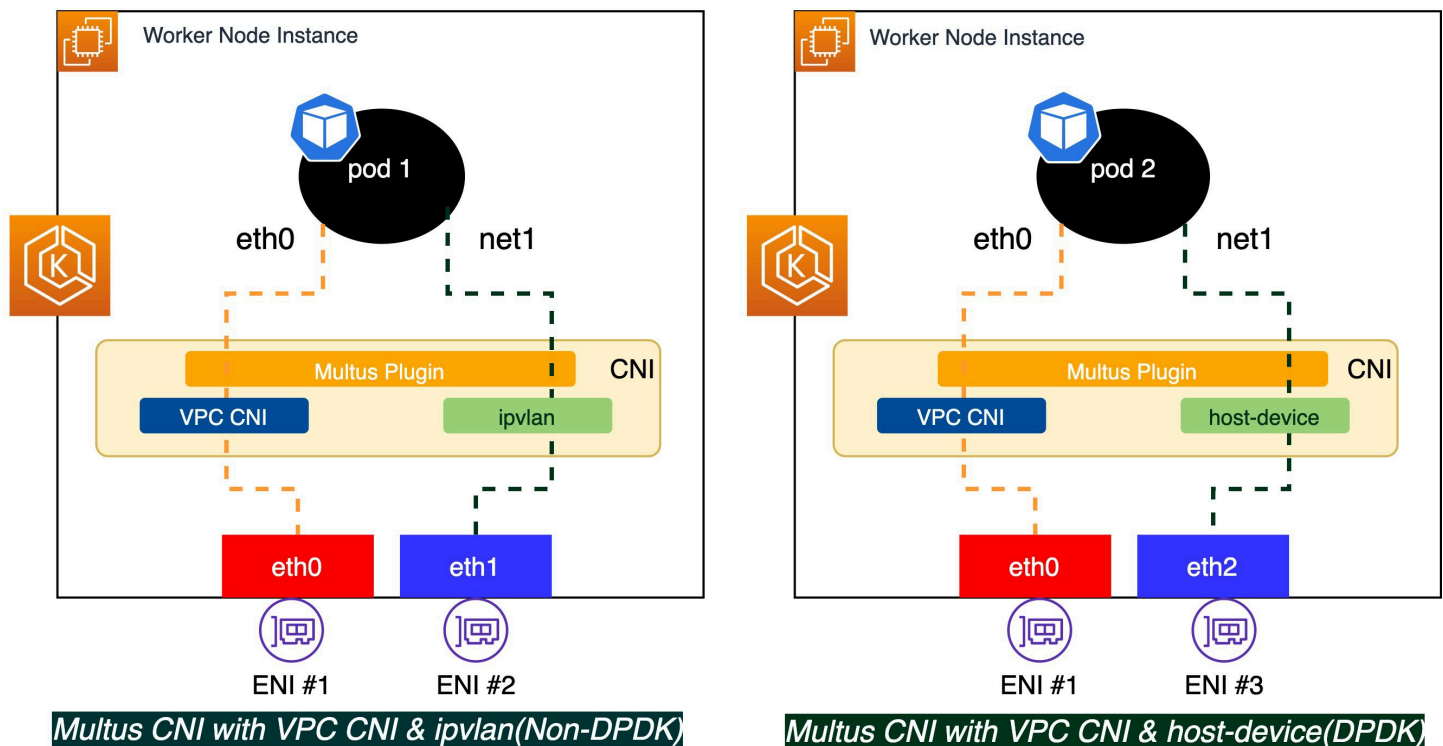 Worker Node Instance
pod 1
eth0
net1
K
Multus Plugin
CNI
VPC CNI
ipvlan
eth0
eth1
ENI #1
ENI #2
Multus CNI with VPC CNI & ipvlan(Non-DPDK)
Worker Node Instance
pod 2
eth0
net1
K
Multus Plugin
CNI
VPC CNI
host-device
eth0
eth2
ENI #1
ENI #3
Multus CNI with VPC CNI & host-device(DPDK)